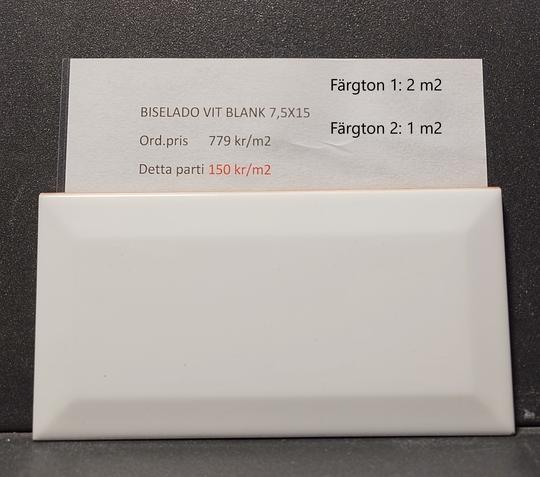 Färgton 1: 2 m2
BISELADO VIT BLANK 7,5X15
Färgton 2: 1 m2
Ord.pris 779 kr/m2
Detta parti 150 kr/m2